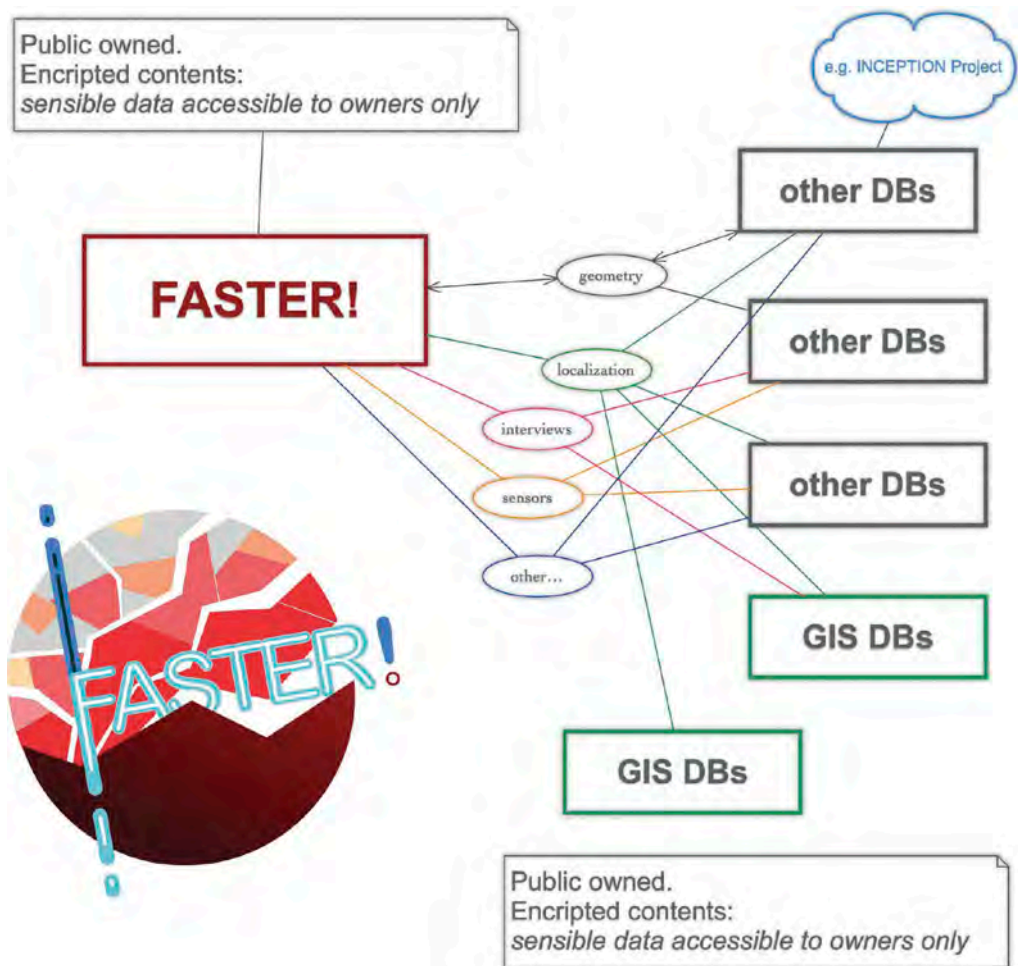 Public owned.
Encripted contents:
sensible data accessible to owners only
e.g. INCEPTION Project
other DBs
FASTER!
geometry
other DBs
localization
interviews
other DBs
sensors
other...
GIS DBs
FASTER!
GIS DBs
Public owned.
Encripted contents:
sensible data accessible to owners only